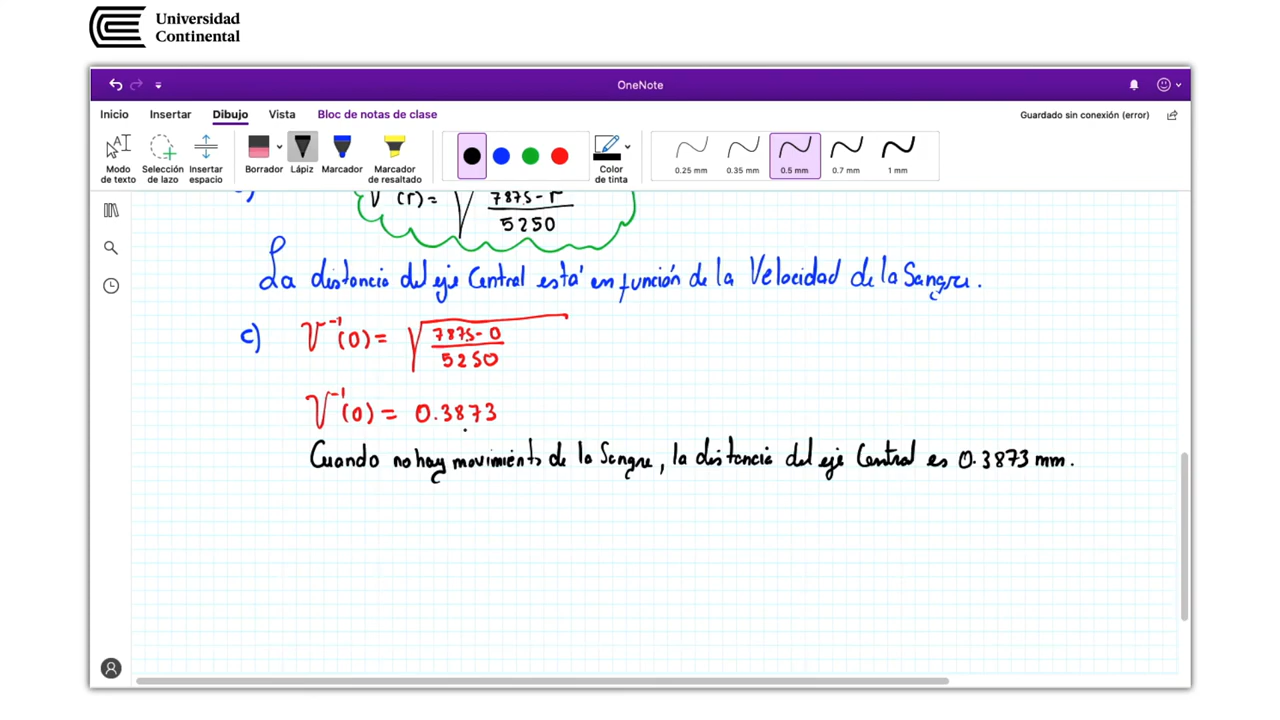 Universidad
Continental
OneNote
Inicio Insertar Dibujo Vista Bloc de notas de clase
Guardado sin conexión (error)
Modo de texto
Selección de lazo
Insertar espacio
Borrador
Lápiz
Marcador
Marcador de resaltado
Color de tinta
0.25 mm 0.35 mm 0.5 mm 0.7 mm 1 mm
V (r) = √ 7875 - r
5250
La distancia del eje Central está en función de la Velocidad de la Sangre.
c) V⁻¹(0) = √ 7875 - 0
5250
V⁻¹(0) = 0.3873
Cuando no hay movimiento de la Sangre, la distancia del eje Central es 0.3873 mm.